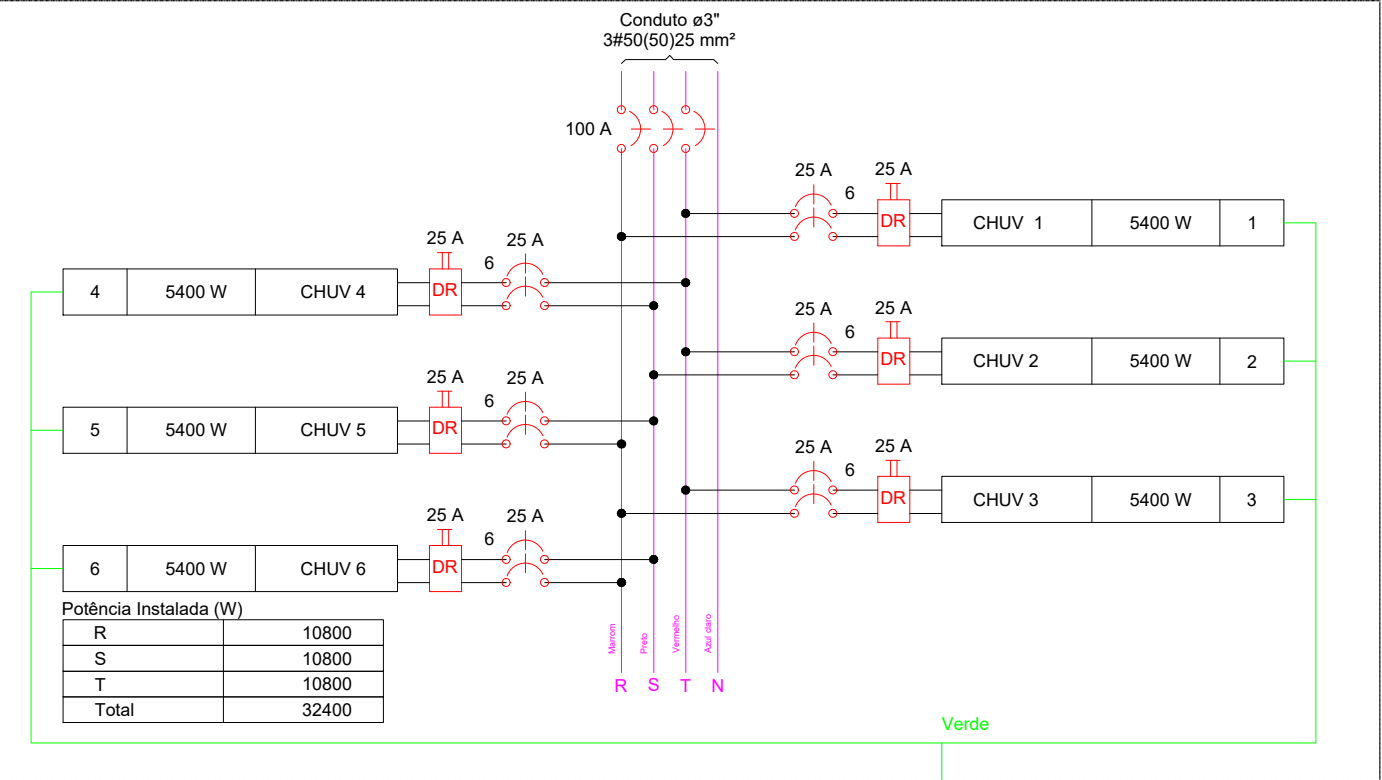 Conduto ø3"
3#50(50)25 mm²
100 A
25 A
25 A
6
DR
CHUV 1
5400 W
1
25 A
25 A
6
4
5400 W
CHUV 4
DR
25 A
25 A
6
DR
CHUV 2
5400 W
2
25 A
25 A
6
5
5400 W
CHUV 5
DR
25 A
25 A
6
DR
CHUV 3
5400 W
3
25 A
25 A
6
6
5400 W
CHUV 6
DR
Potência Instalada (W)
R 10800
S 10800
T 10800
Total 32400
Marrom
Preto
Vermelho
Azul claro
R S T N
Verde